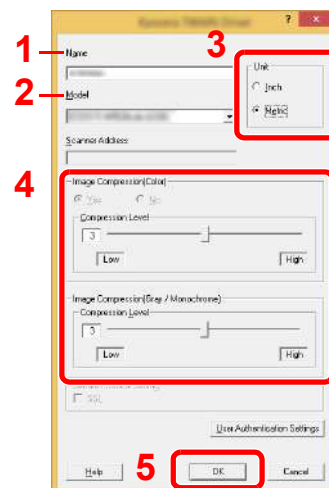 ? x
1 Name
3
Unit
Inch
Metric
2 Model
Scanner Address
4
Image Compression(Color)
Yes No
Compression Level
3
Low High
Image Compression(Gray / Monochrome)
Compression Level
3
Low High
SSL
User Authentication Settings
Help 5 OK Cancel